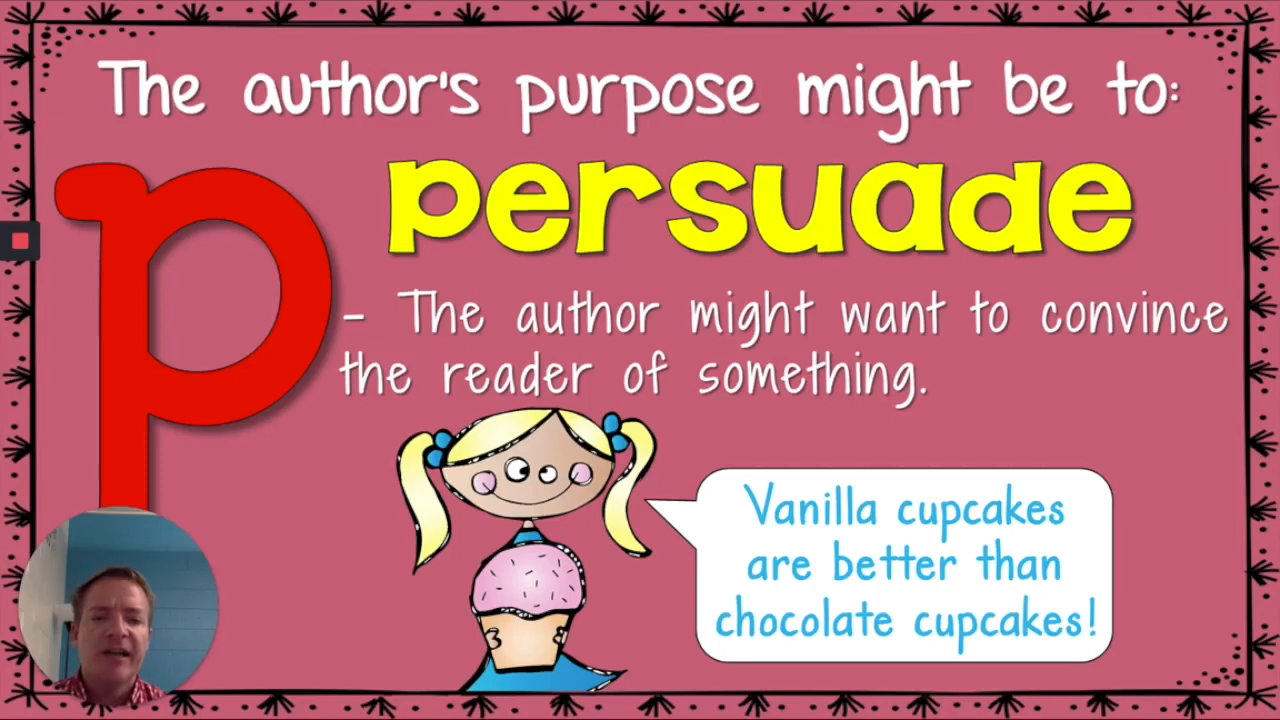 The author's purpose might be to:
p
persuade
- The author might want to convince
the reader of something.
Vanilla cupcakes
are better than
chocolate cupcakes!